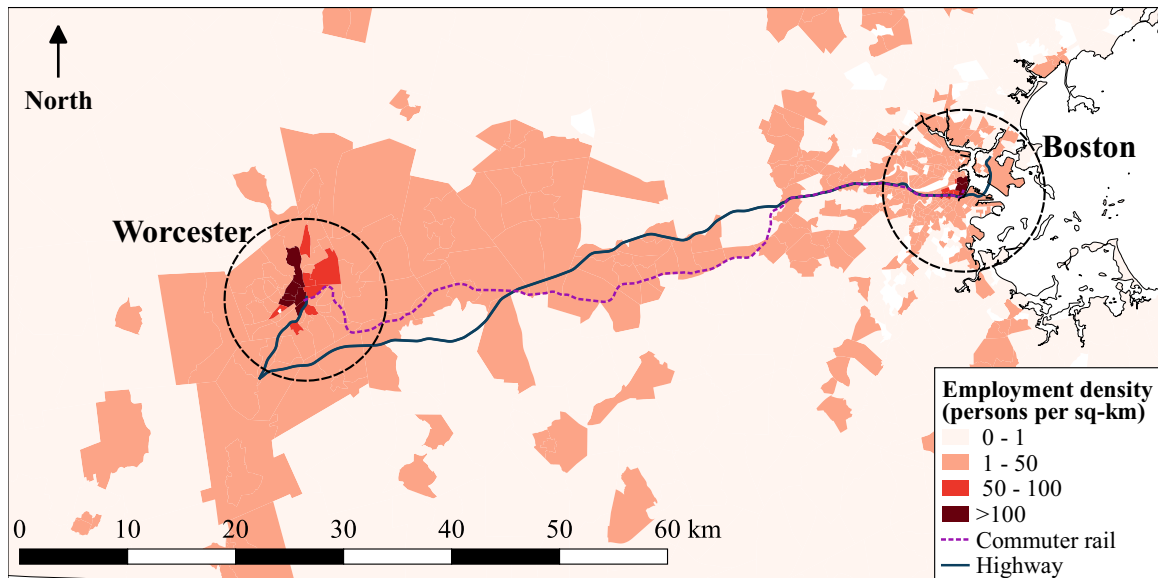 North
Boston
Worcester
Employment density
(persons per sq-km)
0 - 1
1 - 50
50 - 100
>100
Commuter rail
Highway
0 10 20 30 40 50 60 km